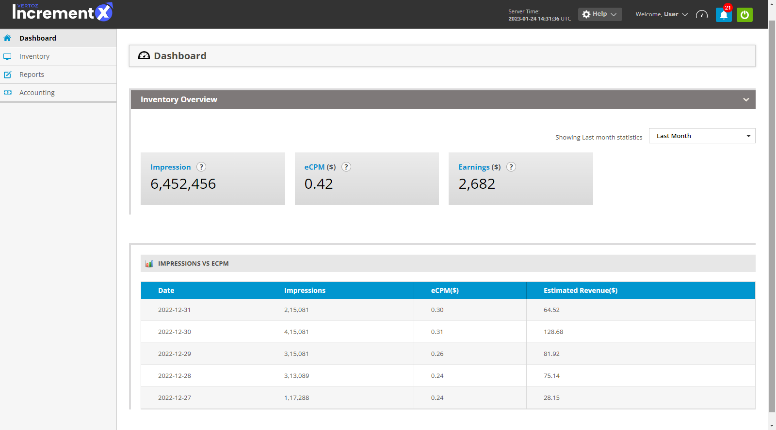 IncrementX
Server Time:
2023-01-24 14:31:36 UTC
Help
Welcome, User
21
Dashboard
Inventory
Reports
Accounting
Dashboard
Inventory Overview
Showing Last month statistics
Last Month
Impression ?
6,452,456
eCPM ($) ?
0.42
Earnings ($) ?
2,682
IMPRESSIONS VS ECPM
Date Impressions eCPM($) Estimated Revenue($)
2022-12-31 2,15,081 0.30 64.52
2022-12-30 4,15,081 0.31 128.68
2022-12-29 3,15,081 0.26 81.92
2022-12-28 3,13,089 0.24 75.14
2022-12-27 1,17,288 0.24 28.15